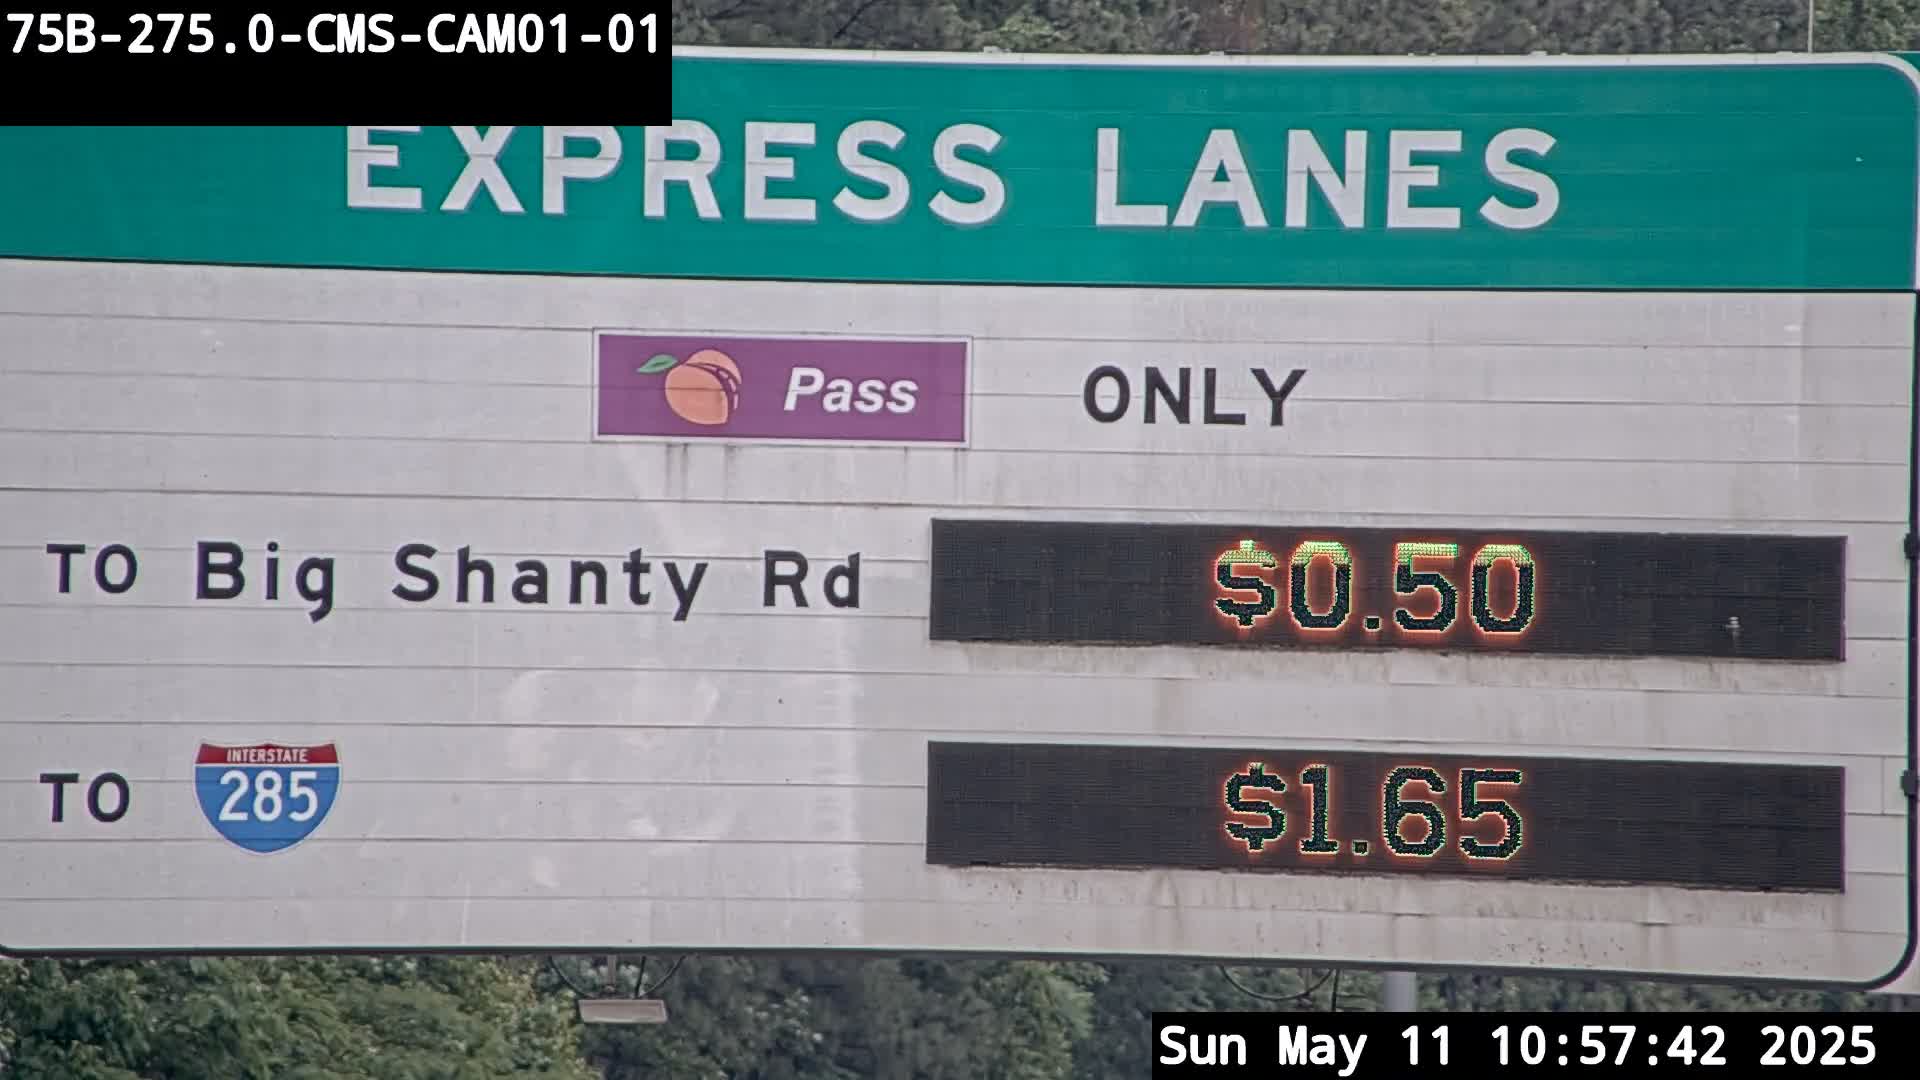 75B-275.0-CMS-CAM01-01
EXPRESS LANES
Pass ONLY
TO Big Shanty Rd $0.50
INTERSTATE
TO 285 $1.65
Sun May 11 10:57:42 2025